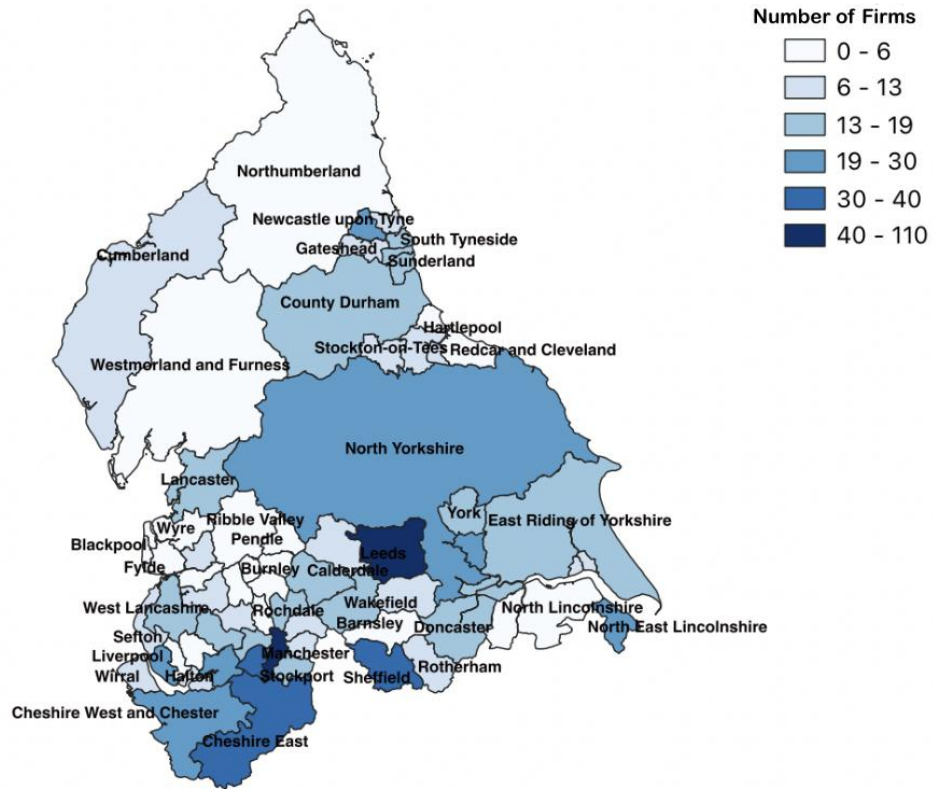 Number of Firms
0 - 6
6 - 13
13 - 19
19 - 30
30 - 40
40 - 110
Northumberland
Newcastle upon Tyne
South Tyneside
Gateshead
Sunderland
Cumberland
County Durham
Hartlepool
Stockton-on-Tees
Redcar and Cleveland
Westmorland and Furness
North Yorkshire
Lancaster
York
East Riding of Yorkshire
Ribble Valley
Wyre
Pendle
Blackpool
Leeds
Fylde
Burnley
Calderdale
West Lancashire
Rochdale
Wakefield
North Lincolnshire
Barnsley
Doncaster
North East Lincolnshire
Sefton
Liverpool
Manchester
Rotherham
Wirral
Halton
Stockport
Sheffield
Cheshire West and Chester
Cheshire East